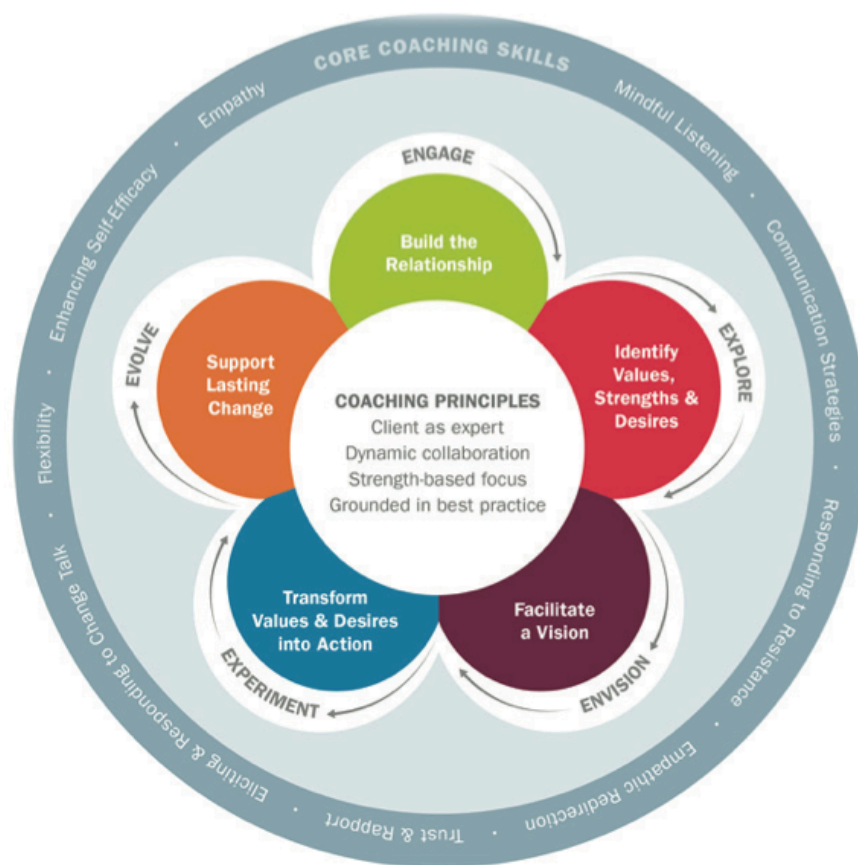 CORE COACHING SKILLS
Mindful Listening · Communication Strategies · Responding to Resistance · Empathic Redirection · Trust & Rapport · Eliciting & Responding to Change Talk · Flexibility · Enhancing Self-Efficacy · Empathy
ENGAGE
Build the
Relationship
EXPLORE
Identify
Values,
Strengths &
Desires
ENVISION
Facilitate
a Vision
EXPERIMENT
Transform
Values & Desires
into Action
EVOLVE
Support
Lasting
Change
COACHING PRINCIPLES
Client as expert
Dynamic collaboration
Strength-based focus
Grounded in best practice